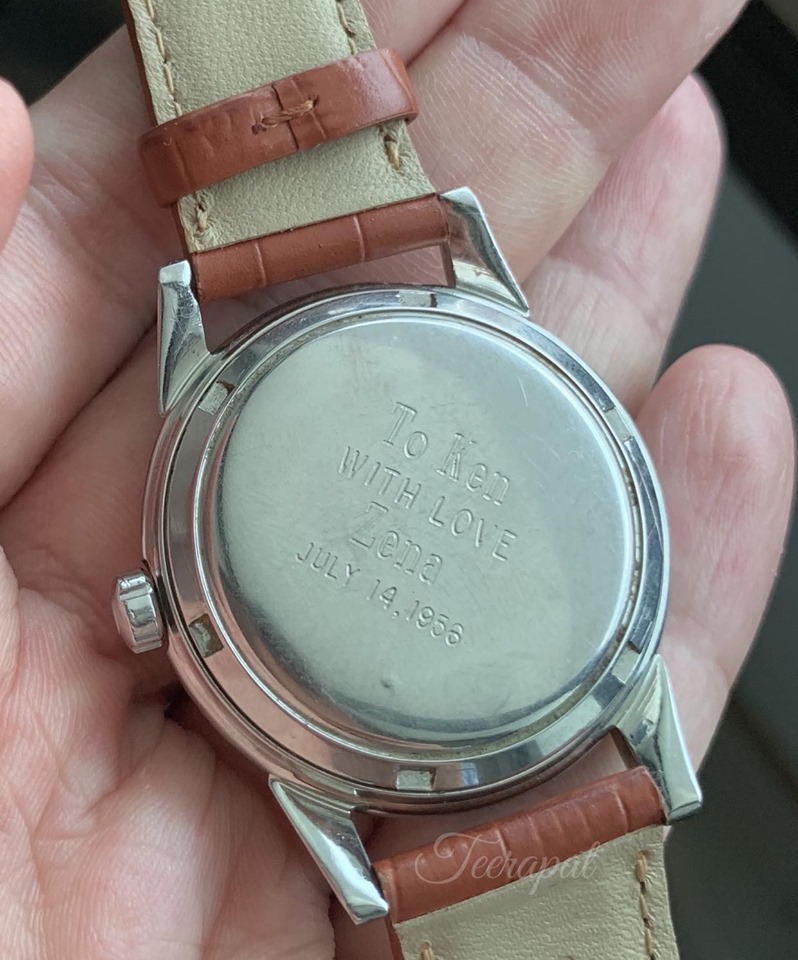 To Ken
WITH LOVE
Zena
JULY 14, 1956
Teerapat